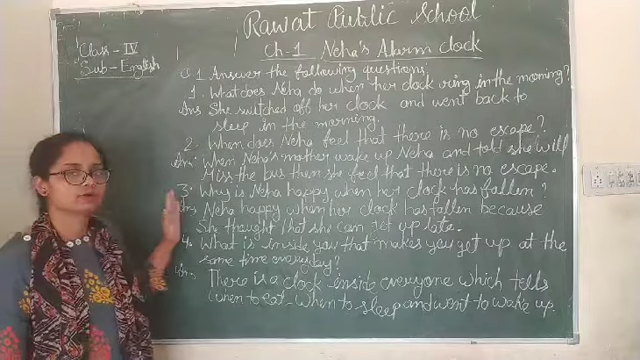 Rawat Public School
Class - IV
Sub - English
Ch-1 Neha's Alarm clock
Q1 Answer the following questions.
1. What does Neha do when her clock ring in the morning?
Ans She switched off her clock and went back to
sleep in the morning.
2. When does Neha feel that there is no escape?
Ans: When Neha's mother wake up Neha and told she will
Miss the bus then she feel that there is no escape.
3. Why is Neha happy when her clock has fallen?
Ans Neha happy when her clock has fallen because
She thought that she can get up late.
4. What is inside you that makes you get up at the
same time everyday?
Ans There is a clock inside everyone which tells
when to eat - when to sleep and went to wake up.